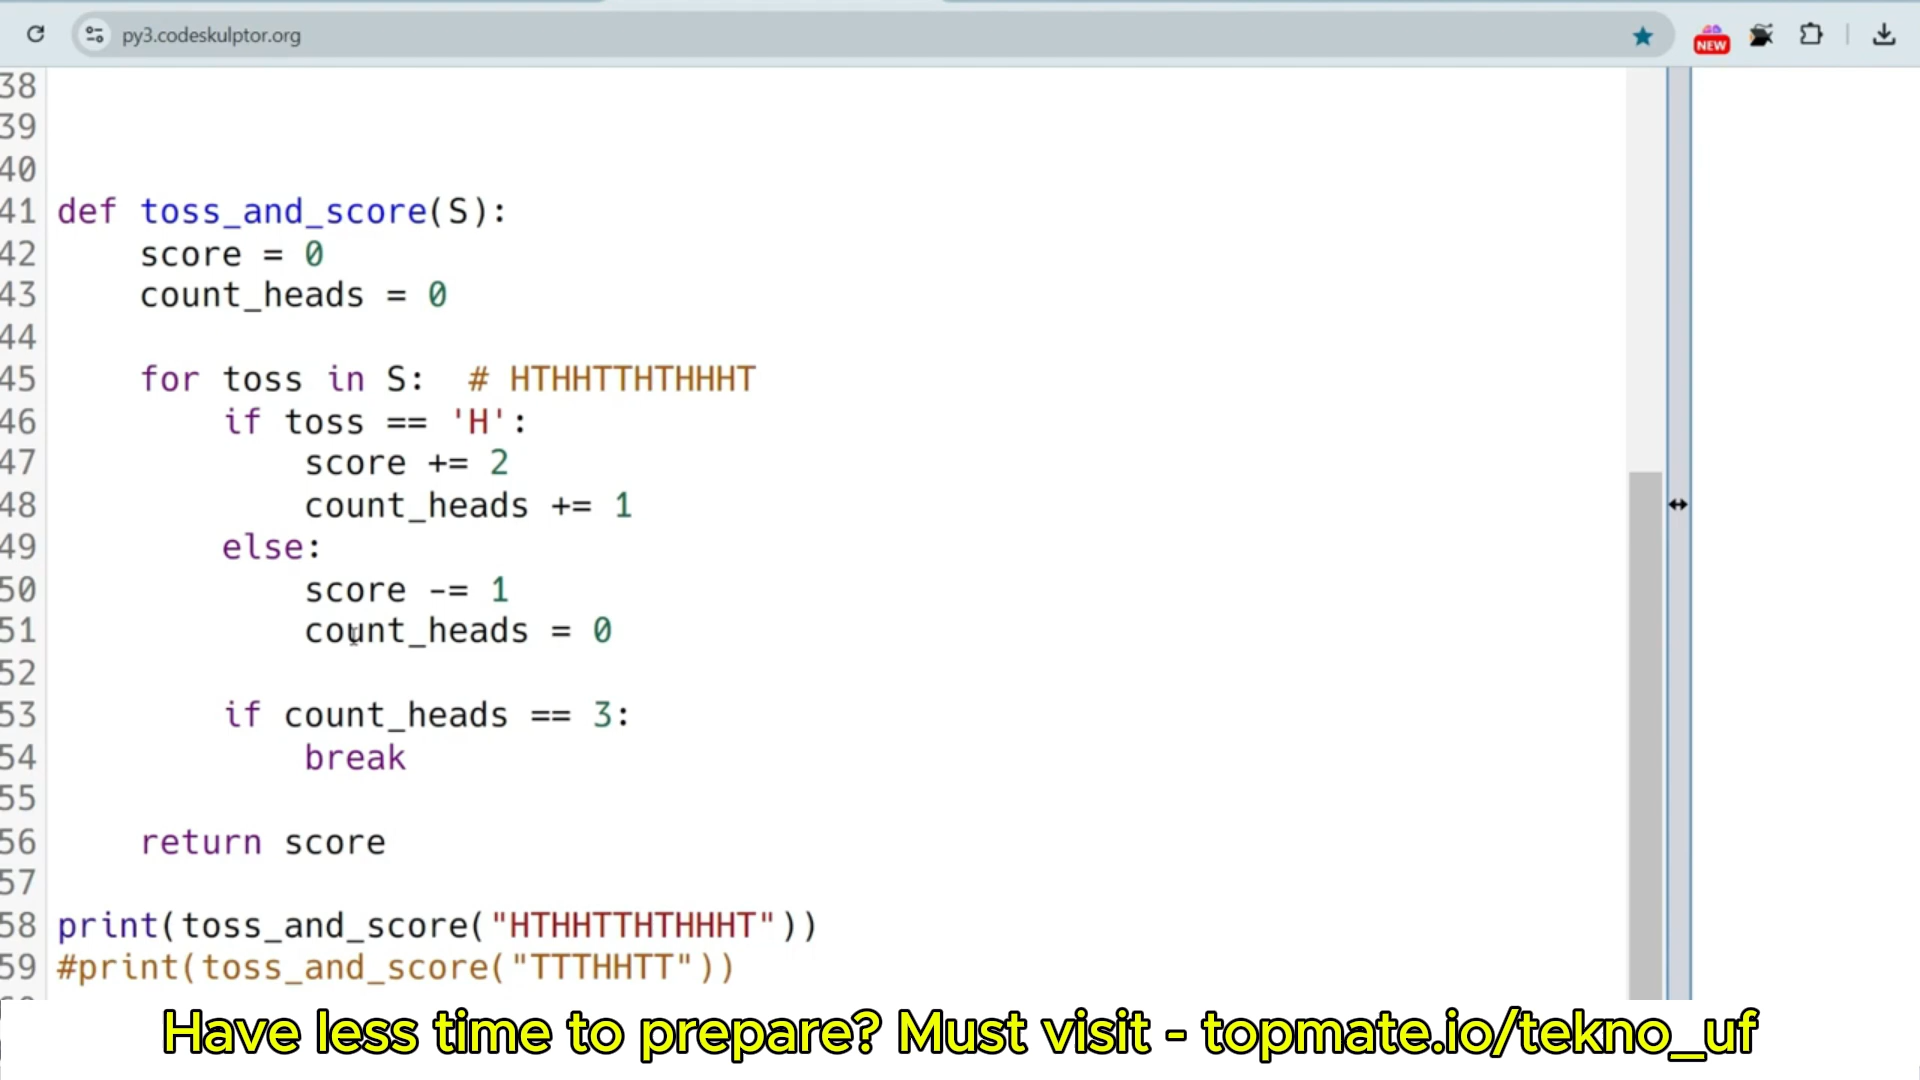 py3.codeskulptor.org
NEW
38
39
40
41 def toss_and_score(S):
42     score = 0
43     count_heads = 0
44
45     for toss in S:  # HTHHTTHTHHHT
46         if toss == 'H':
47             score += 2
48             count_heads += 1
49         else:
50             score -= 1
51             count_heads = 0
52
53         if count_heads == 3:
54             break
55
56     return score
57
58 print(toss_and_score("HTHHTTHTHHHT"))
59 #print(toss_and_score("TTTHHTT"))
Have less time to prepare? Must visit - topmate.io/tekno_uf